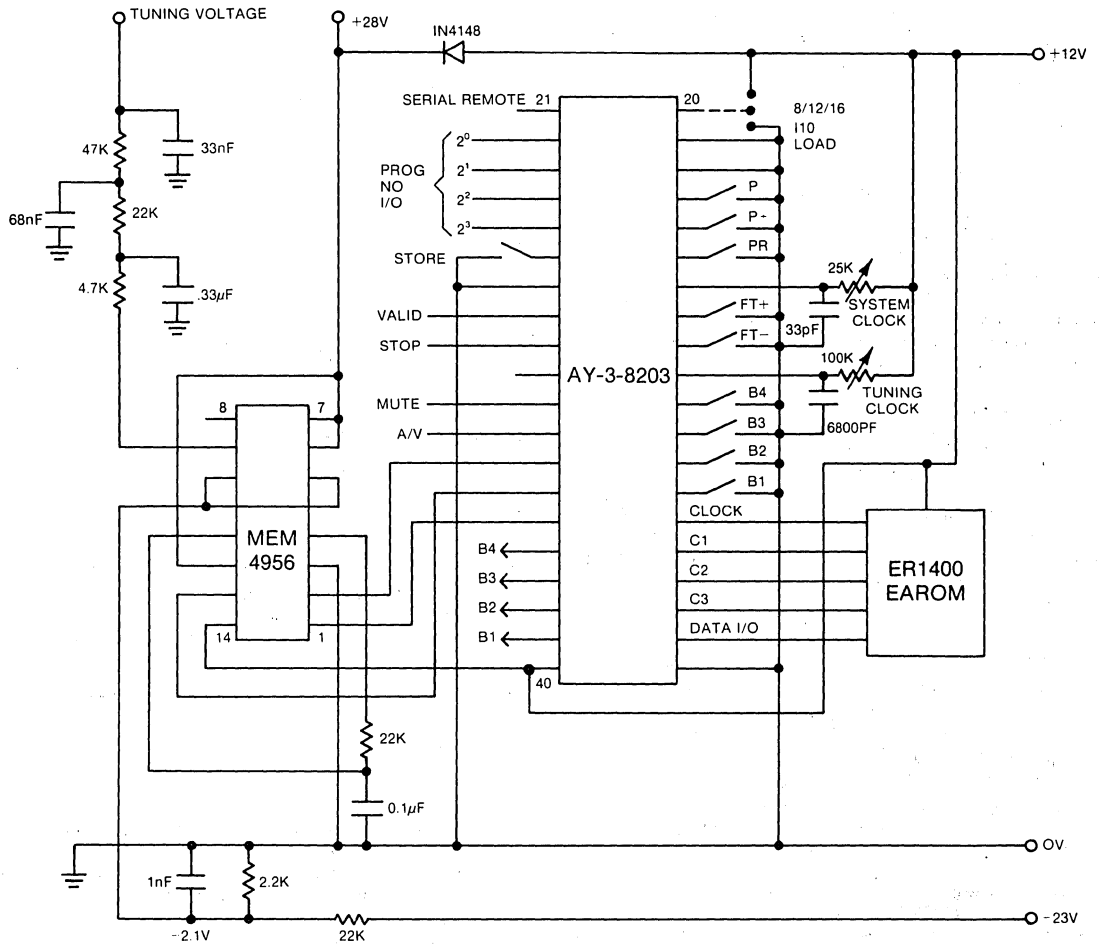 TUNING VOLTAGE
+28V
IN4148
+12V
SERIAL REMOTE 21
20
8/12/16
I10
LOAD
47K
33nF
PROG
NO
I/O
2⁰
2¹
2²
2³
P
P+
PR
68nF
22K
STORE
25K
SYSTEM
CLOCK
4.7K
.33µF
VALID
FT+
33pF
STOP
FT−
AY-3-8203
100K
TUNING
CLOCK
8
7
MUTE
B4
A/V
B3
6800PF
B2
B1
MEM
4956
CLOCK
B4
C1
B3
C2
ER1400
EAROM
B2
C3
14
1
B1
DATA I/O
40
22K
0.1µF
OV
1nF
2.2K
-2.1V
22K
-23V